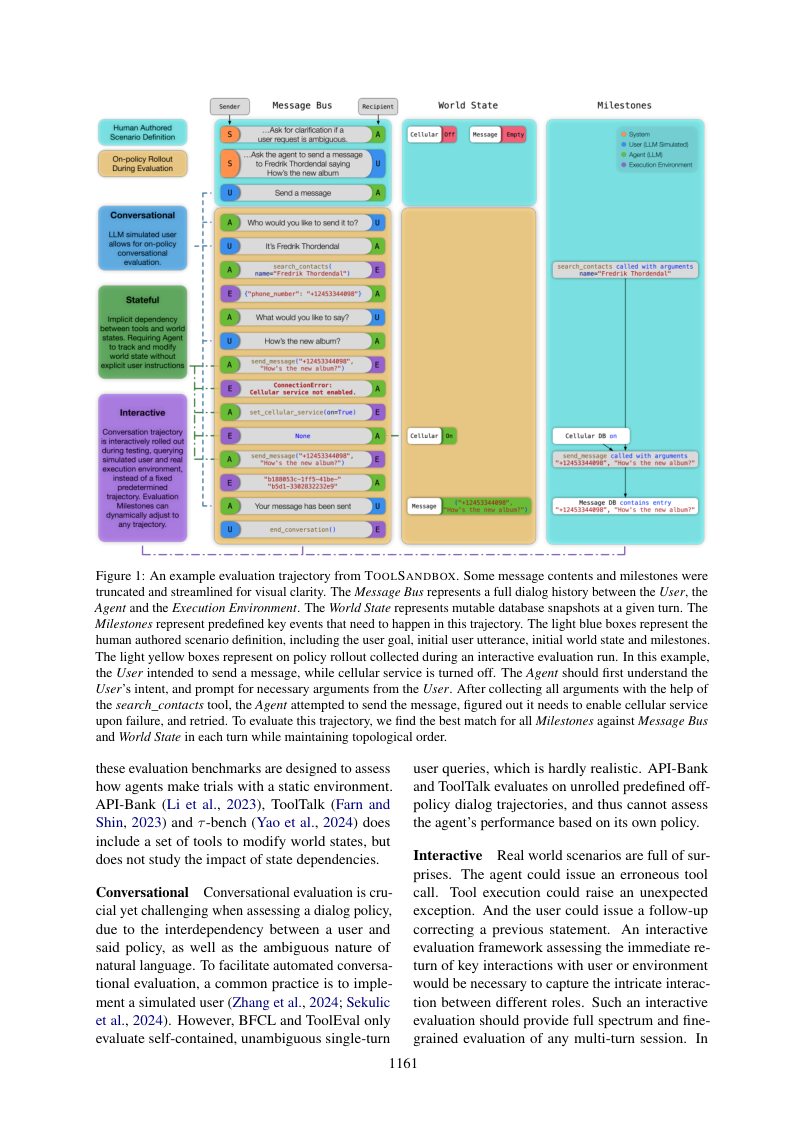 Sender
Message Bus
Recipient
World State
Milestones
Human Authored
Scenario Definition
On-policy Rollout
During Evaluation
Conversational
LLM simulated user
allows for on-policy
conversational
evaluation.
Stateful
Implicit dependency
between tools and world
states. Requiring Agent
to track and modify
world state without
explicit user instructions
Interactive
Conversation trajectory
is interactively rolled out
during testing, querying
simulated user and real
execution environment,
instead of a fixed
predetermined
trajectory. Evaluation
Milestones can
dynamically adjust to
any trajectory.
S
...Ask for clarification if a
user request is ambiguous.
A
S
...Ask the agent to send a message
to Fredrik Thordendal saying
How's the new album
U
U
Send a message
A
A
Who would you like to send it to?
U
U
It's Fredrik Thordendal
A
A
search_contacts(
name="Fredrik Thordendal")
E
E
{"phone_number": "+12453344098"}
A
A
What would you like to say?
U
U
How's the new album?
A
A
send_message("+12453344098",
"How's the new album?")
E
E
ConnectionError:
Cellular service not enabled.
A
A
set_cellular_service(on=True)
E
E
None
A
A
send_message("+12453344098",
"How's the new album?")
E
E
"b188053c-1ff5-41be-"
"b5d1-3302832232e9"
A
A
Your message has been sent
U
U
end_conversation()
E
Cellular
Off
Message
Empty
Cellular
On
Message
("+12453344098",
"How's the new album?")
System
User (LLM Simulated)
Agent (LLM)
Execution Environment
search_contacts called with arguments
name="Fredrik Thordendal"
Cellular DB on
send_message called with arguments
"+12453344098", "How's the new album?"
Message DB contains entry
"+12453344098", "How's the new album?"
Figure 1: An example evaluation trajectory from TOOLSANDBOX. Some message contents and milestones were
truncated and streamlined for visual clarity. The Message Bus represents a full dialog history between the User, the
Agent and the Execution Environment. The World State represents mutable database snapshots at a given turn. The
Milestones represent predefined key events that need to happen in this trajectory. The light blue boxes represent the
human authored scenario definition, including the user goal, initial user utterance, initial world state and milestones.
The light yellow boxes represent on policy rollout collected during an interactive evaluation run. In this example,
the User intended to send a message, while cellular service is turned off. The Agent should first understand the
User's intent, and prompt for necessary arguments from the User. After collecting all arguments with the help of
the search_contacts tool, the Agent attempted to send the message, figured out it needs to enable cellular service
upon failure, and retried. To evaluate this trajectory, we find the best match for all Milestones against Message Bus
and World State in each turn while maintaining topological order.
these evaluation benchmarks are designed to assess
how agents make trials with a static environment.
API-Bank (Li et al., 2023), ToolTalk (Farn and
Shin, 2023) and τ-bench (Yao et al., 2024) does
include a set of tools to modify world states, but
does not study the impact of state dependencies.
Conversational Conversational evaluation is cru-
cial yet challenging when assessing a dialog policy,
due to the interdependency between a user and
said policy, as well as the ambiguous nature of
natural language. To facilitate automated conversa-
tional evaluation, a common practice is to imple-
ment a simulated user (Zhang et al., 2024; Sekulic
et al., 2024). However, BFCL and ToolEval only
evaluate self-contained, unambiguous single-turn
user queries, which is hardly realistic. API-Bank
and ToolTalk evaluates on unrolled predefined off-
policy dialog trajectories, and thus cannot assess
the agent's performance based on its own policy.
Interactive Real world scenarios are full of sur-
prises. The agent could issue an erroneous tool
call. Tool execution could raise an unexpected
exception. And the user could issue a follow-up
correcting a previous statement. An interactive
evaluation framework assessing the immediate re-
turn of key interactions with user or environment
would be necessary to capture the intricate interac-
tion between different roles. Such an interactive
evaluation should provide full spectrum and fine-
grained evaluation of any multi-turn session. In
1161